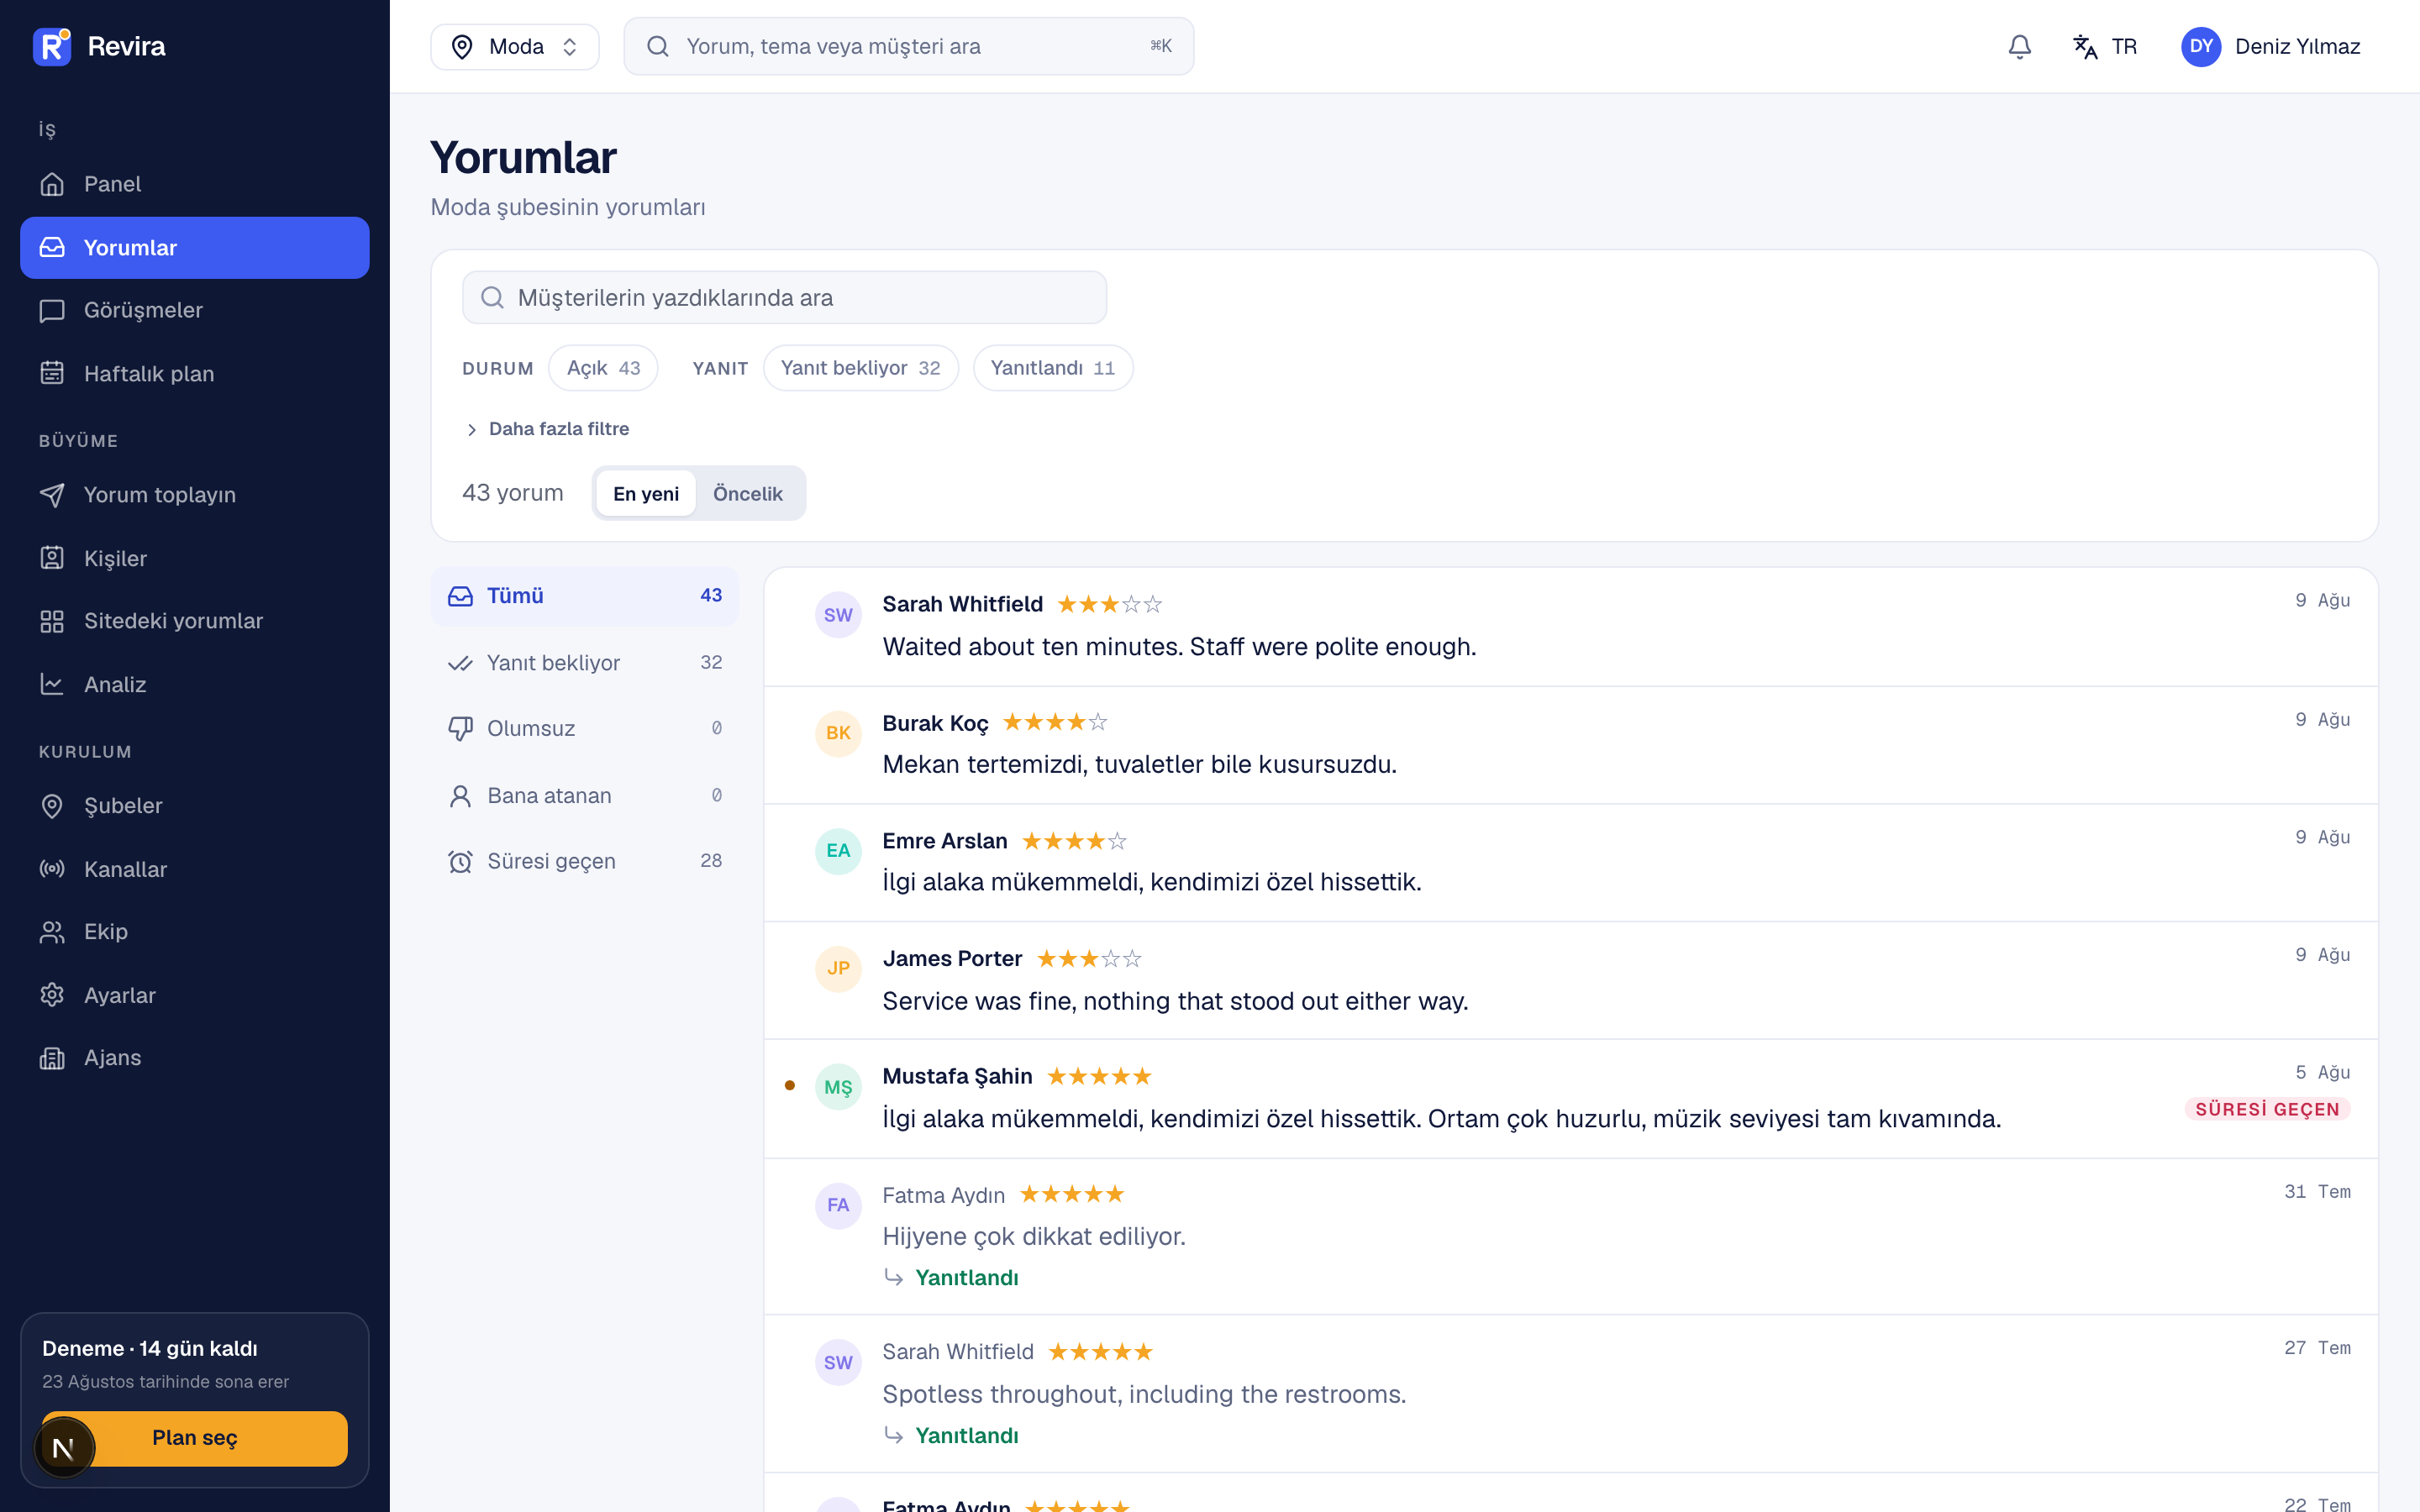 Revira
İŞ
Panel
Yorumlar
Görüşmeler
Haftalık plan
BÜYÜME
Yorum toplayın
Kişiler
Sitedeki yorumlar
Analiz
KURULUM
Şubeler
Kanallar
Ekip
Ayarlar
Ajans
Deneme · 14 gün kaldı
23 Ağustos tarihinde sona erer
Plan seç
N
Moda
Yorum, tema veya müşteri ara ⌘K
TR
DY Deniz Yılmaz
Yorumlar
Moda şubesinin yorumları
Müşterilerin yazdıklarında ara
DURUM Açık 43 YANIT Yanıt bekliyor 32 Yanıtlandı 11
Daha fazla filtre
43 yorum En yeni Öncelik
Tümü 43
Yanıt bekliyor 32
Olumsuz 0
Bana atanan 0
Süresi geçen 28
SW Sarah Whitfield ★★★☆☆ 9 Ağu
Waited about ten minutes. Staff were polite enough.
BK Burak Koç ★★★★☆ 9 Ağu
Mekan tertemizdi, tuvaletler bile kusursuzdu.
EA Emre Arslan ★★★★☆ 9 Ağu
İlgi alaka mükemmeldi, kendimizi özel hissettik.
JP James Porter ★★★☆☆ 9 Ağu
Service was fine, nothing that stood out either way.
MŞ Mustafa Şahin ★★★★★ 5 Ağu
İlgi alaka mükemmeldi, kendimizi özel hissettik. Ortam çok huzurlu, müzik seviyesi tam kıvamında. SÜRESİ GEÇEN
FA Fatma Aydın ★★★★★ 31 Tem
Hijyene çok dikkat ediliyor.
Yanıtlandı
SW Sarah Whitfield ★★★★★ 27 Tem
Spotless throughout, including the restrooms.
Yanıtlandı
Fatma Aydın ★★★★★ 22 Tem